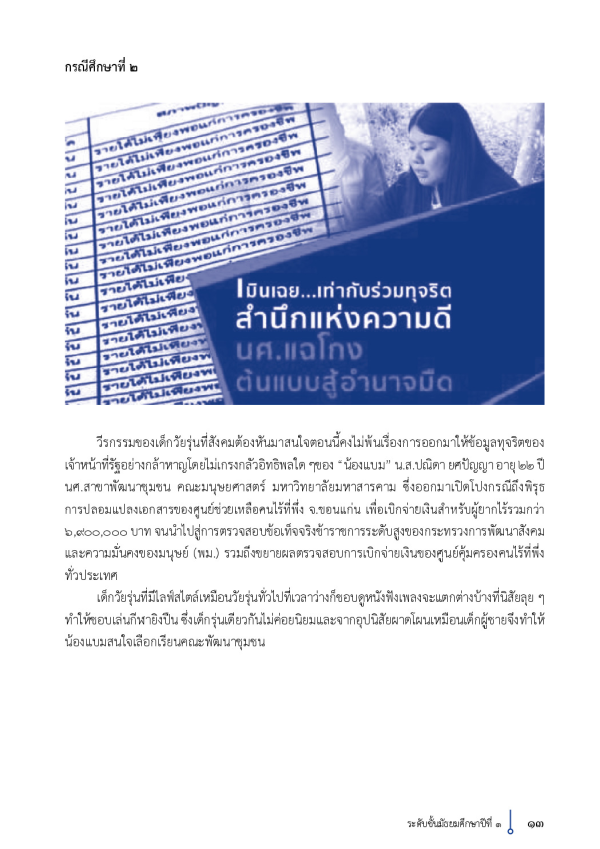 กรณีศึกษาที่ ๒
รายได้ไม่เพียงพอแก่การครองชีพ
รายได้ไม่เพียงพอแก่การครองชีพ
รายได้ไม่เพียงพอแก่การครองชีพ
รายได้ไม่เพียงพอแก่การครองชีพ
รายได้ไม่เพียงพอแก่การครองชีพ
รายได้ไม่เพียงพอแก่การครองชีพ
รายได้ไม่เพียงพอแก่การครองชีพ
เมินเฉย...เท่ากับร่วมทุจริต
สำนึกแห่งความดี
นศ.แฉโกง
ต้นแบบสู้อำนาจมืด
วีรกรรมของเด็กวัยรุ่นที่สังคมต้องหันมาสนใจตอนนี้คงไม่พ้นเรื่องการออกมาให้ข้อมูลทุจริตของ
เจ้าหน้าที่รัฐอย่างกล้าหาญโดยไม่เกรงกลัวอิทธิพลใด ๆของ “น้องแบม” น.ส.ปณิดา ยศปัญญา อายุ ๒๒ ปี
นศ.สาขาพัฒนาชุมชน คณะมนุษยศาสตร์ มหาวิทยาลัยมหาสารคาม ซึ่งออกมาเปิดโปงกรณีถึงพิรุธ
การปลอมแปลงเอกสารของศูนย์ช่วยเหลือคนไร้ที่พึ่ง จ.ขอนแก่น เพื่อเบิกจ่ายเงินสำหรับผู้ยากไร้รวมกว่า
๖,๙๐๐,๐๐๐ บาท จนนำไปสู่การตรวจสอบข้อเท็จจริงข้าราชการระดับสูงของกระทรวงการพัฒนาสังคม
และความมั่นคงของมนุษย์ (พม.) รวมถึงขยายผลตรวจสอบการเบิกจ่ายเงินของศูนย์คุ้มครองคนไร้ที่พึ่ง
ทั่วประเทศ
เด็กวัยรุ่นที่มีไลฟ์สไตล์เหมือนวัยรุ่นทั่วไปที่เวลาว่างก็ชอบดูหนังฟังเพลงจะแตกต่างบ้างที่นิสัยลุย ๆ
ทำให้ชอบเล่นกีฬายิงปืน ซึ่งเด็กรุ่นเดียวกันไม่ค่อยนิยมและจากอุปนิสัยผาดโผนเหมือนเด็กผู้ชายจึงทำให้
น้องแบมสนใจเลือกเรียนคณะพัฒนาชุมชน
ระดับชั้นมัธยมศึกษาปีที่ ๑ ๑๓